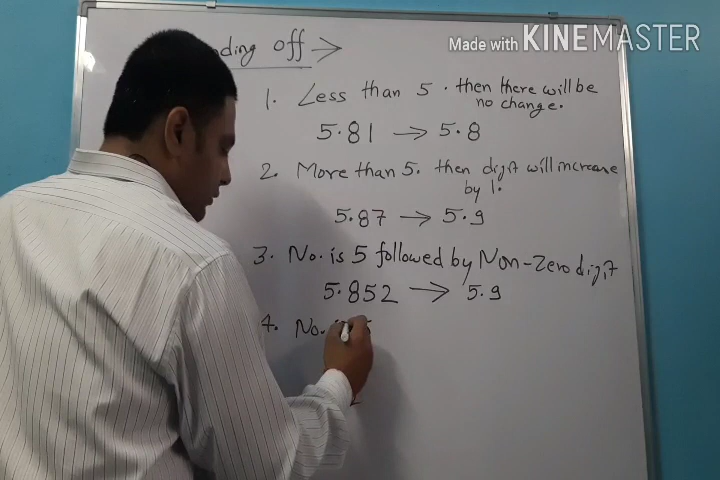 Made with KINEMASTER
off →
1. Less than 5. then there will be
no change.
5.81 → 5.8
2. More than 5. then digit will increase
by 1.
5.87 → 5.9
3. No. is 5 followed by Non-Zero digit
5.852 → 5.9
4. No.